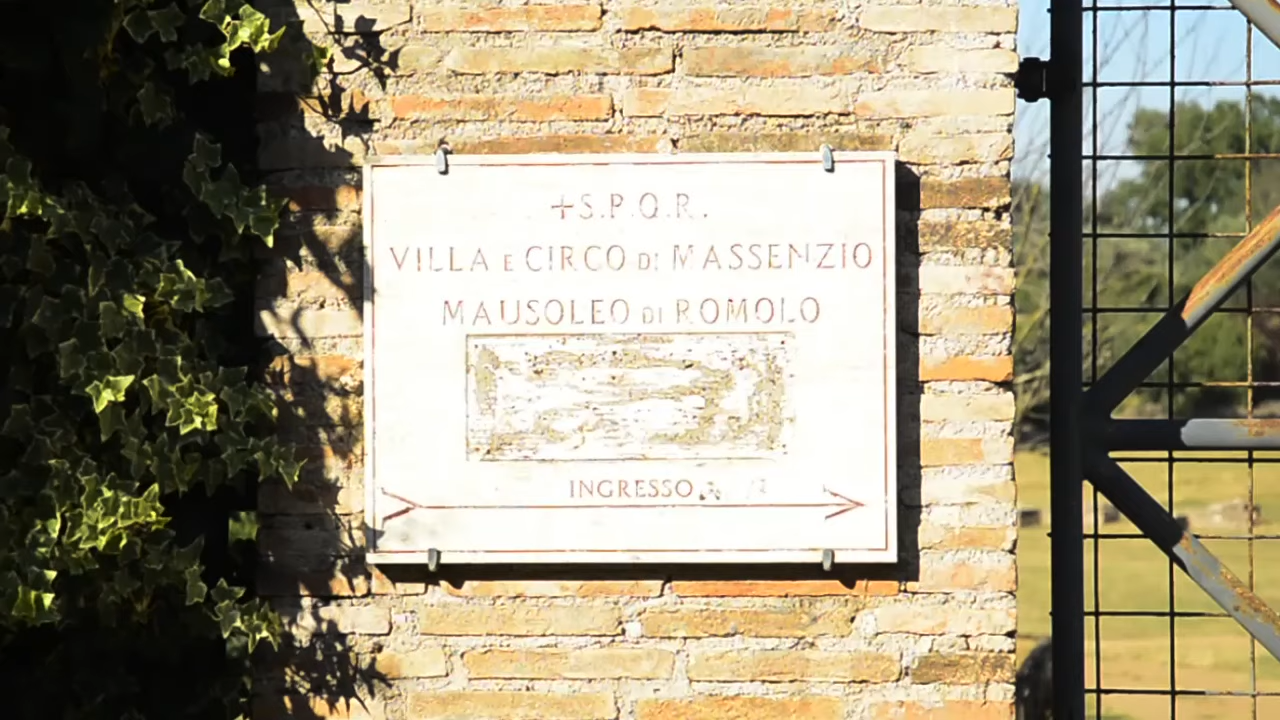 +S.P.Q.R.
VILLA E CIRCO DI MASSENZIO
MAUSOLEO DI ROMOLO
INGRESSO